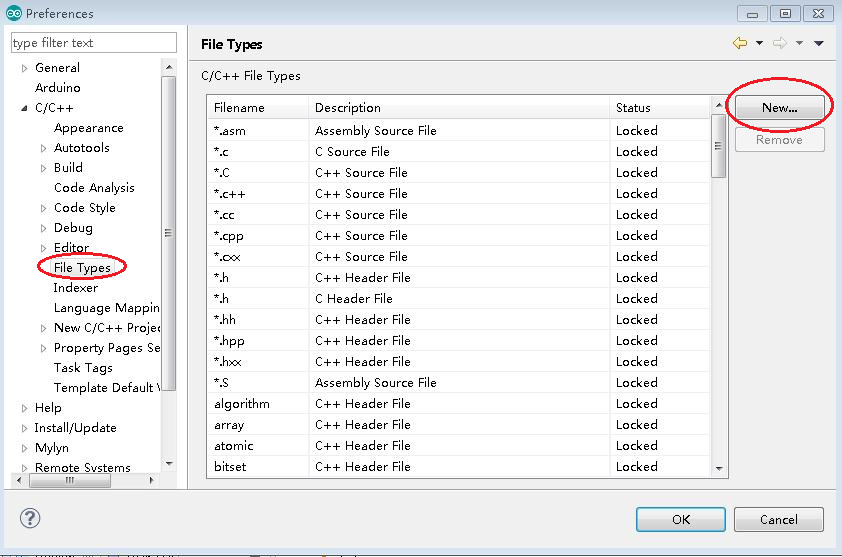 Preferences
type filter text
General
Arduino
C/C++
Appearance
Autotools
Build
Code Analysis
Code Style
Debug
Editor
File Types
Indexer
Language Mappin
New C/C++ Projec
Property Pages Se
Task Tags
Template Default V
Help
Install/Update
Mylyn
Remote Systems
File Types
C/C++ File Types
Filename Description Status
*.asm Assembly Source File Locked
*.c C Source File Locked
*.C C++ Source File Locked
*.c++ C++ Source File Locked
*.cc C++ Source File Locked
*.cpp C++ Source File Locked
*.cxx C++ Source File Locked
*.h C++ Header File Locked
*.h C Header File Locked
*.hh C++ Header File Locked
*.hpp C++ Header File Locked
*.hxx C++ Header File Locked
*.S Assembly Source File Locked
algorithm C++ Header File Locked
array C++ Header File Locked
atomic C++ Header File Locked
bitset C++ Header File Locked
New...
Remove
?
OK
Cancel